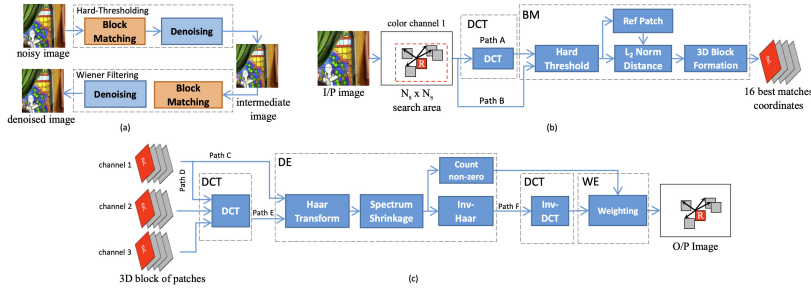 Hard-Thresholding
Block
Matching
Denoising
noisy image
Wiener Filtering
Denoising
Block
Matching
denoised image
intermediate
image
(a)
color channel 1
R
I/P image
Ns x Ns
search area
Path A
Path B
DCT
DCT
BM
Hard
Threshold
Ref Patch
L2 Norm
Distance
3D Block
Formation
16 best matches
coordinates
(b)
channel 1
channel 2
channel 3
3D block of patches
Path C
Path D
DCT
DCT
Path E
DE
Haar
Transform
Spectrum
Shrinkage
Count
non-zero
Inv-
Haar
Path F
DCT
Inv-
DCT
WE
Weighting
R
O/P Image
(c)